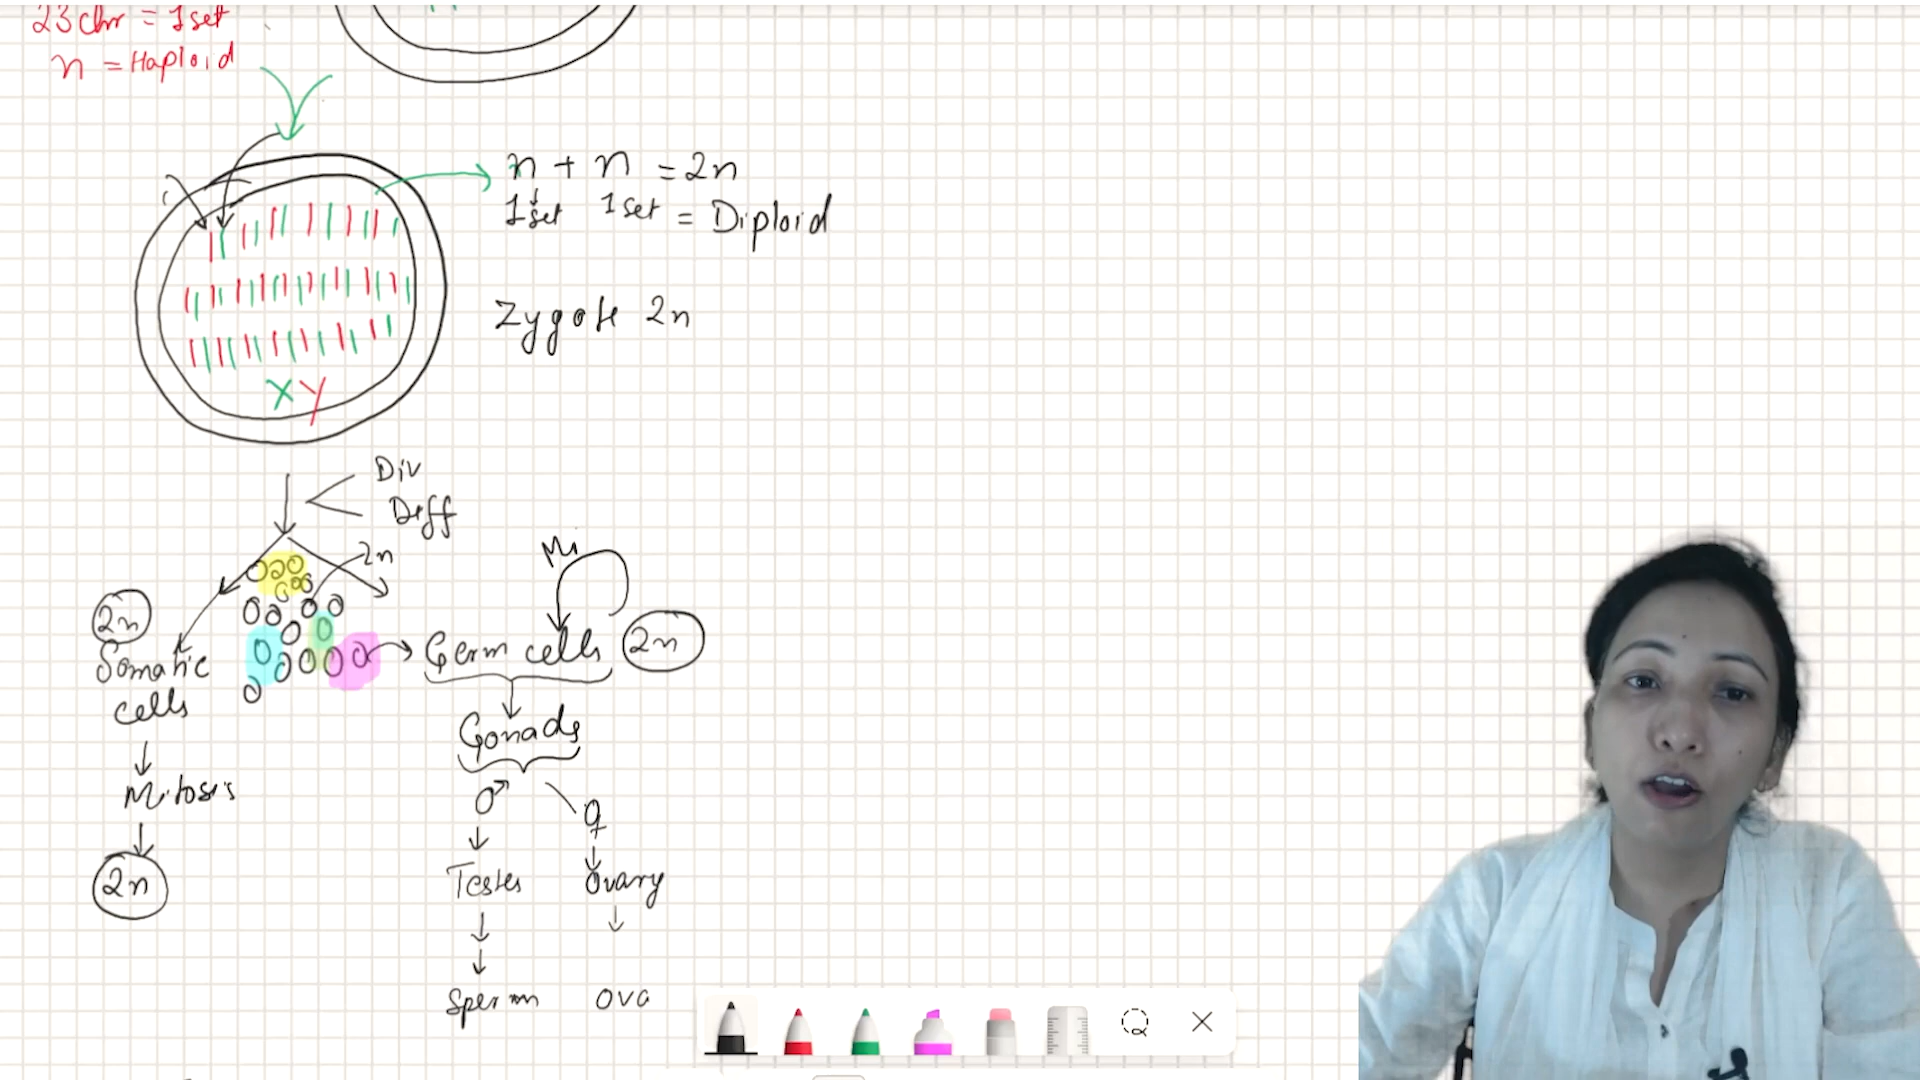 23 chr = 1 set
n = Haploid
n + n = 2n
1 set 1 set = Diploid
Zygote 2n
X Y
Div
Diff
2n
Mi
2n
Somatic
cells
Germ cells 2n
Gonads
Mitosis
♂ ♀
2n
Testes Ovary
Sperm Ova